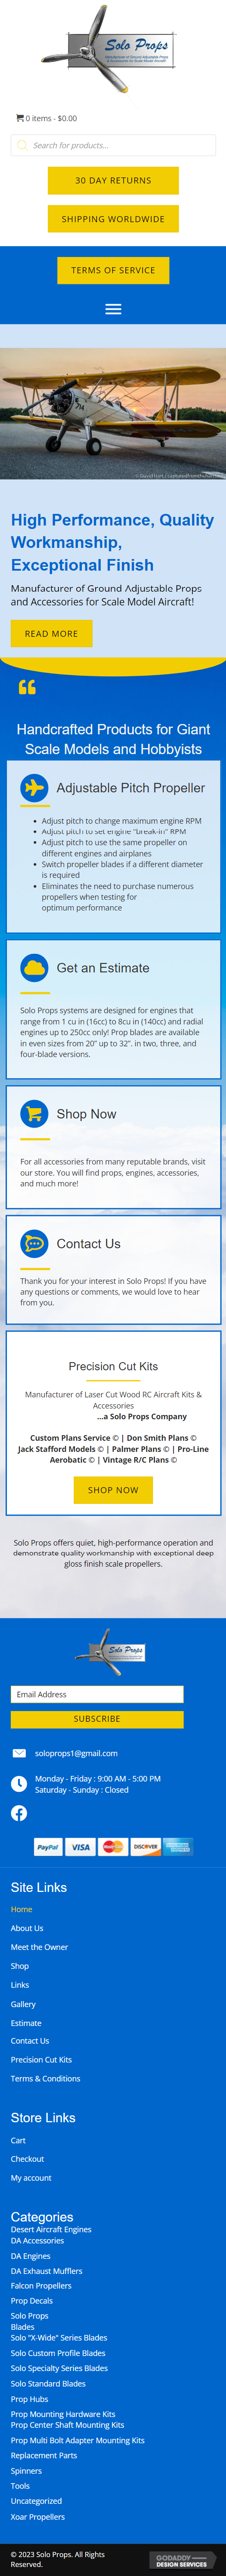 Solo Props
Manufacturer of Ground Adjustable Props
& Accessories for Scale Model Aircraft
0 items - $0.00
Search for products...
30 DAY RETURNS
SHIPPING WORLDWIDE
TERMS OF SERVICE
High Performance, Quality
Workmanship,
Exceptional Finish
Manufacturer of Ground Adjustable Props
and Accessories for Scale Model Aircraft!
READ MORE
Handcrafted Products for Giant
Scale Models and Hobbyists
Adjustable Pitch Propeller
Adjust pitch to change maximum engine RPM
Adjust pitch to set engine "break-in" RPM
Adjust pitch to use the same propeller on
different engines and airplanes
Switch propeller blades if a different diameter
is required
Eliminates the need to purchase numerous
propellers when testing for
optimum performance
Get an Estimate
Solo Props systems are designed for engines that
range from 1 cu in (16cc) to 8cu in (140cc) and radial
engines up to 250cc only! Prop blades are available
in even sizes from 20” up to 32”. in two, three, and
four-blade versions.
Shop Now
For all accessories from many reputable brands, visit
our store. You will find props, engines, accessories,
and much more!
Contact Us
Thank you for your interest in Solo Props! If you have
any questions or comments, we would love to hear
from you.
Precision Cut Kits
Manufacturer of Laser Cut Wood RC Aircraft Kits &
Accessories
...a Solo Props Company
Custom Plans Service © | Don Smith Plans ©
Jack Stafford Models © | Palmer Plans © | Pro-Line
Aerobatic © | Vintage R/C Plans ©
SHOP NOW
Solo Props offers quiet, high-performance operation and
demonstrate quality workmanship with exceptional deep
gloss finish scale propellers.
Solo Props
Email Address
SUBSCRIBE
soloprops1@gmail.com
Monday - Friday : 9:00 AM - 5:00 PM
Saturday - Sunday : Closed
PayPal VISA MasterCard DISCOVER
Site Links
Home
About Us
Meet the Owner
Shop
Links
Gallery
Estimate
Contact Us
Precision Cut Kits
Terms & Conditions
Store Links
Cart
Checkout
My account
Categories
Desert Aircraft Engines
DA Accessories
DA Engines
DA Exhaust Mufflers
Falcon Propellers
Prop Decals
Solo Props
Blades
Solo "X-Wide" Series Blades
Solo Custom Profile Blades
Solo Specialty Series Blades
Solo Standard Blades
Prop Hubs
Prop Mounting Hardware Kits
Prop Center Shaft Mounting Kits
Prop Multi Bolt Adapter Mounting Kits
Replacement Parts
Spinners
Tools
Uncategorized
Xoar Propellers
© 2023 Solo Props. All Rights
Reserved.
GODADDY
DESIGN SERVICES